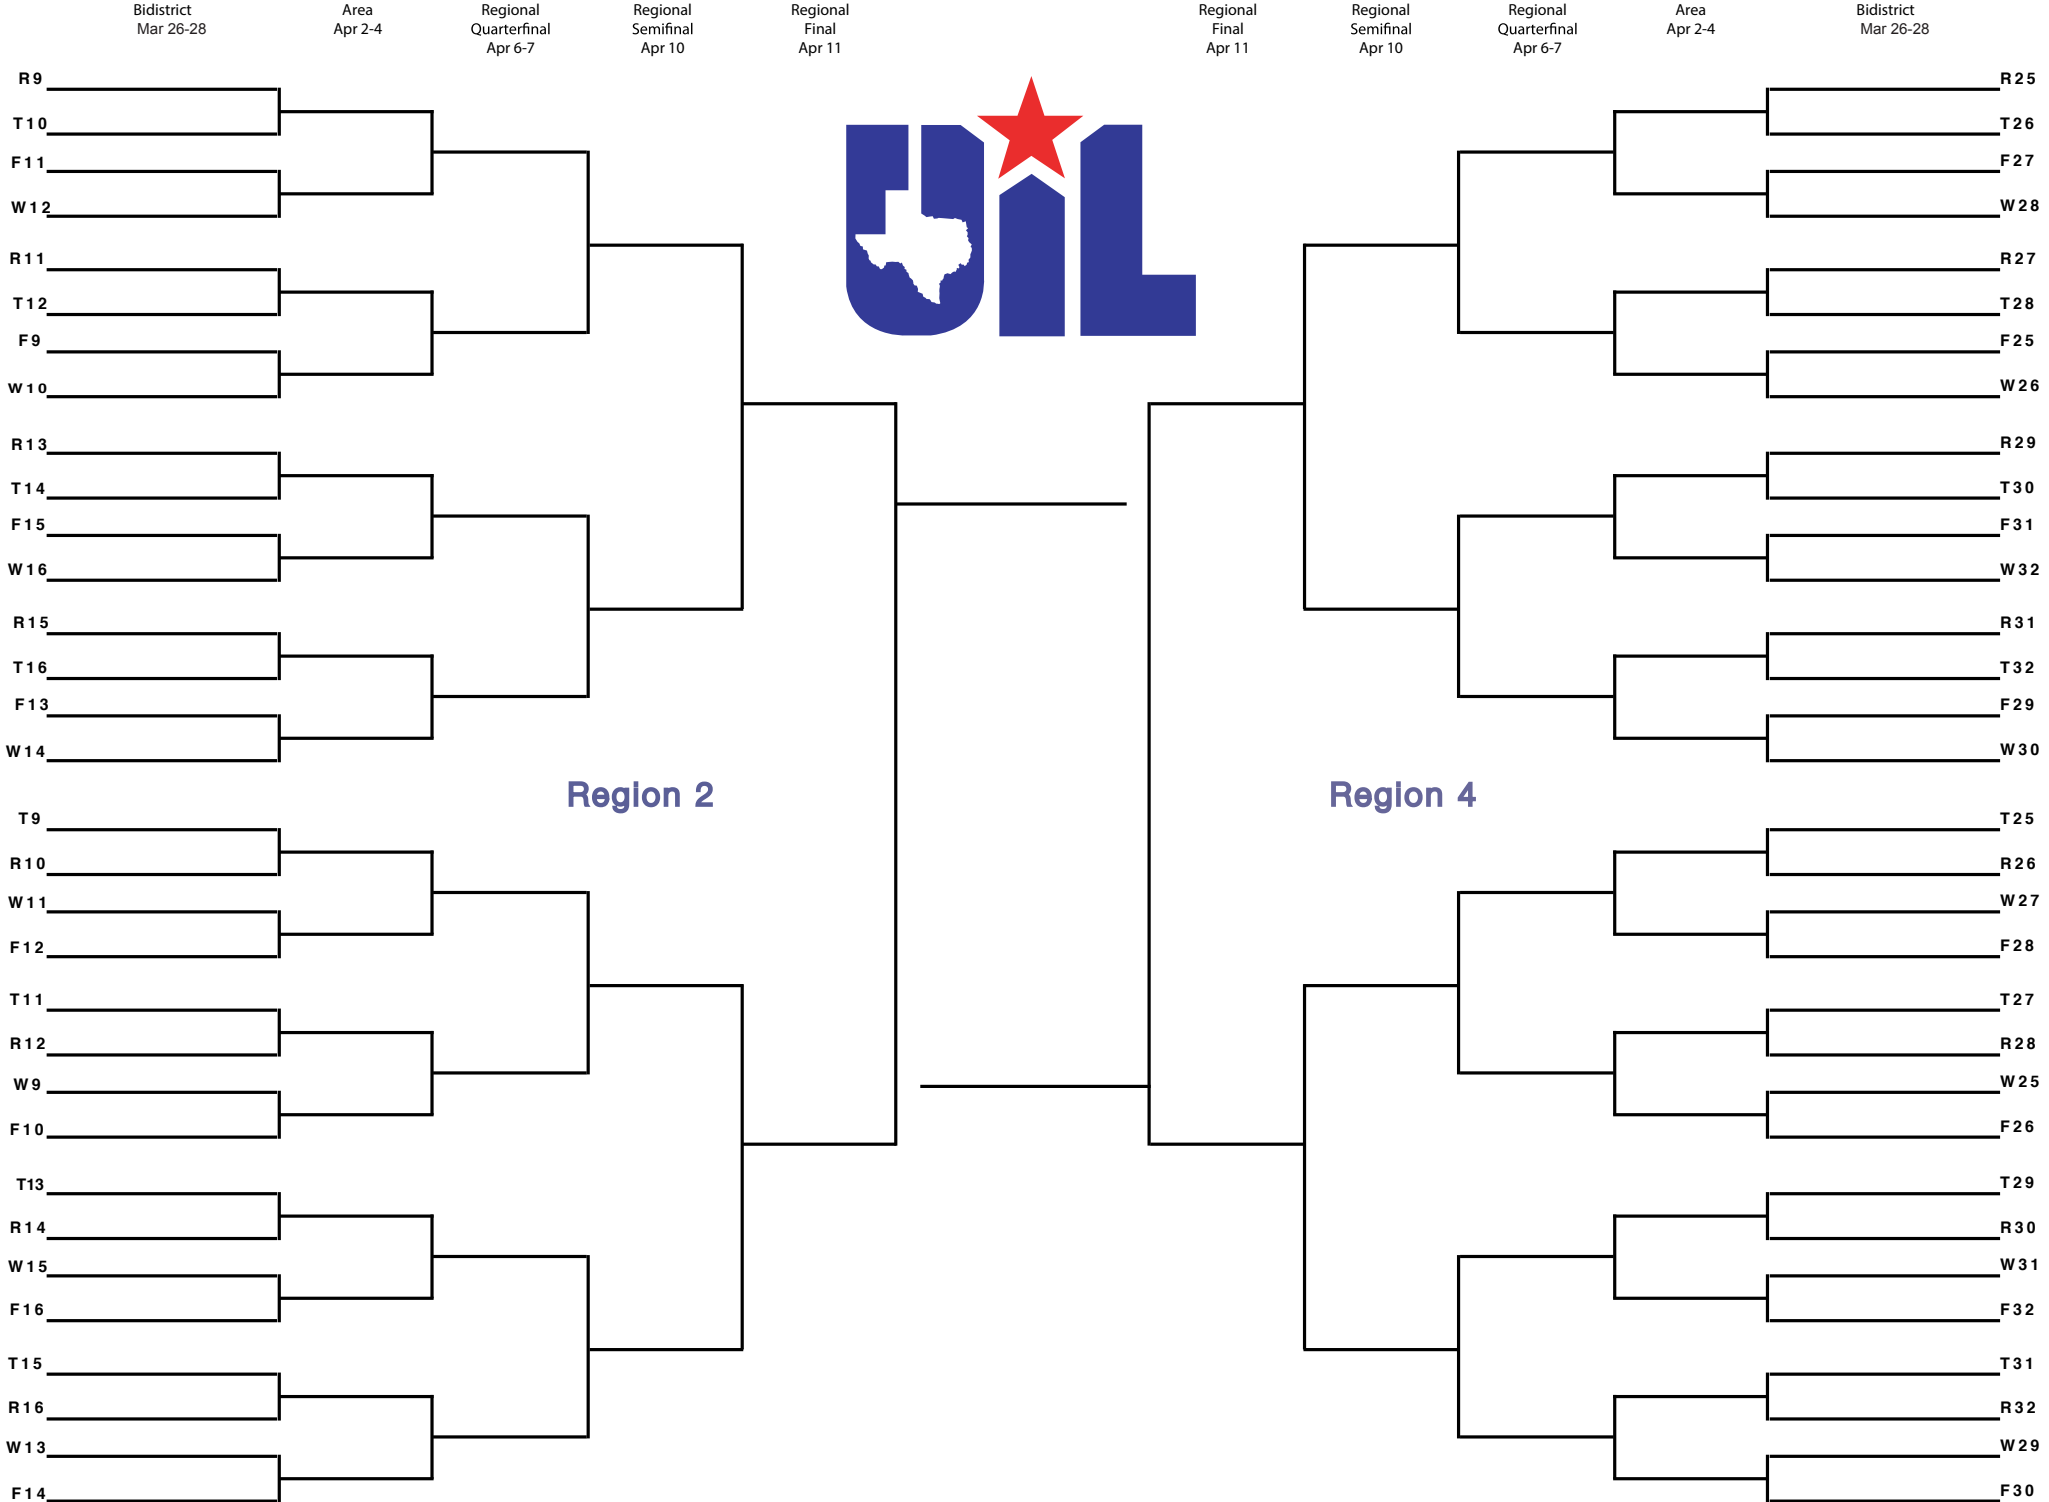 Bidistrict
Mar 26-28
Area
Apr 2-4
Regional
Quarterfinal
Apr 6-7
Regional
Semifinal
Apr 10
Regional
Final
Apr 11
Regional
Final
Apr 11
Regional
Semifinal
Apr 10
Regional
Quarterfinal
Apr 6-7
Area
Apr 2-4
Bidistrict
Mar 26-28
UIL
R9
T10
F11
W12
R11
T12
F9
W10
R13
T14
F15
W16
R15
T16
F13
W14
Region 2
T9
R10
W11
F12
T11
R12
W9
F10
T13
R14
W15
F16
T15
R16
W13
F14
R25
T26
F27
W28
R27
T28
F25
W26
R29
T30
F31
W32
R31
T32
F29
W30
Region 4
T25
R26
W27
F28
T27
R28
W25
F26
T29
R30
W31
F32
T31
R32
W29
F30